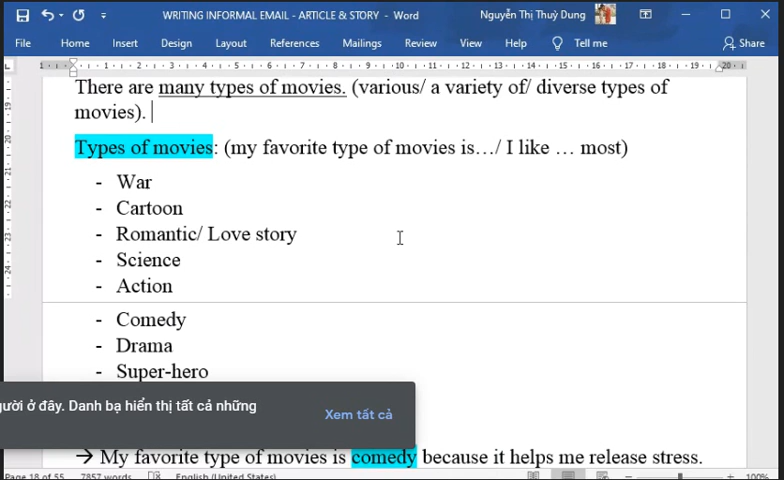 WRITING INFORMAL EMAIL - ARTICLE & STORY - Word
Nguyễn Thị Thuỳ Dung
File Home Insert Design Layout References Mailings Review View Help Tell me Share
There are many types of movies. (various/ a variety of/ diverse types of
movies).
Types of movies: (my favorite type of movies is…/ I like … most)
- War
- Cartoon
- Romantic/ Love story
- Science
- Action
- Comedy
- Drama
- Super-hero
gười ở đây. Danh bạ hiển thị tất cả những
Xem tất cả
→ My favorite type of movies is comedy because it helps me release stress.
Page 18 of 55 7857 words English (United States) 100%